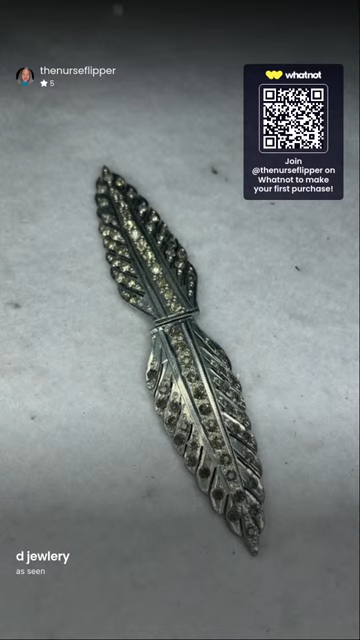 thenurseflipper
5
whatnot
Join
@thenurseflipper on
Whatnot to make
your first purchase!
d jewlery
as seen